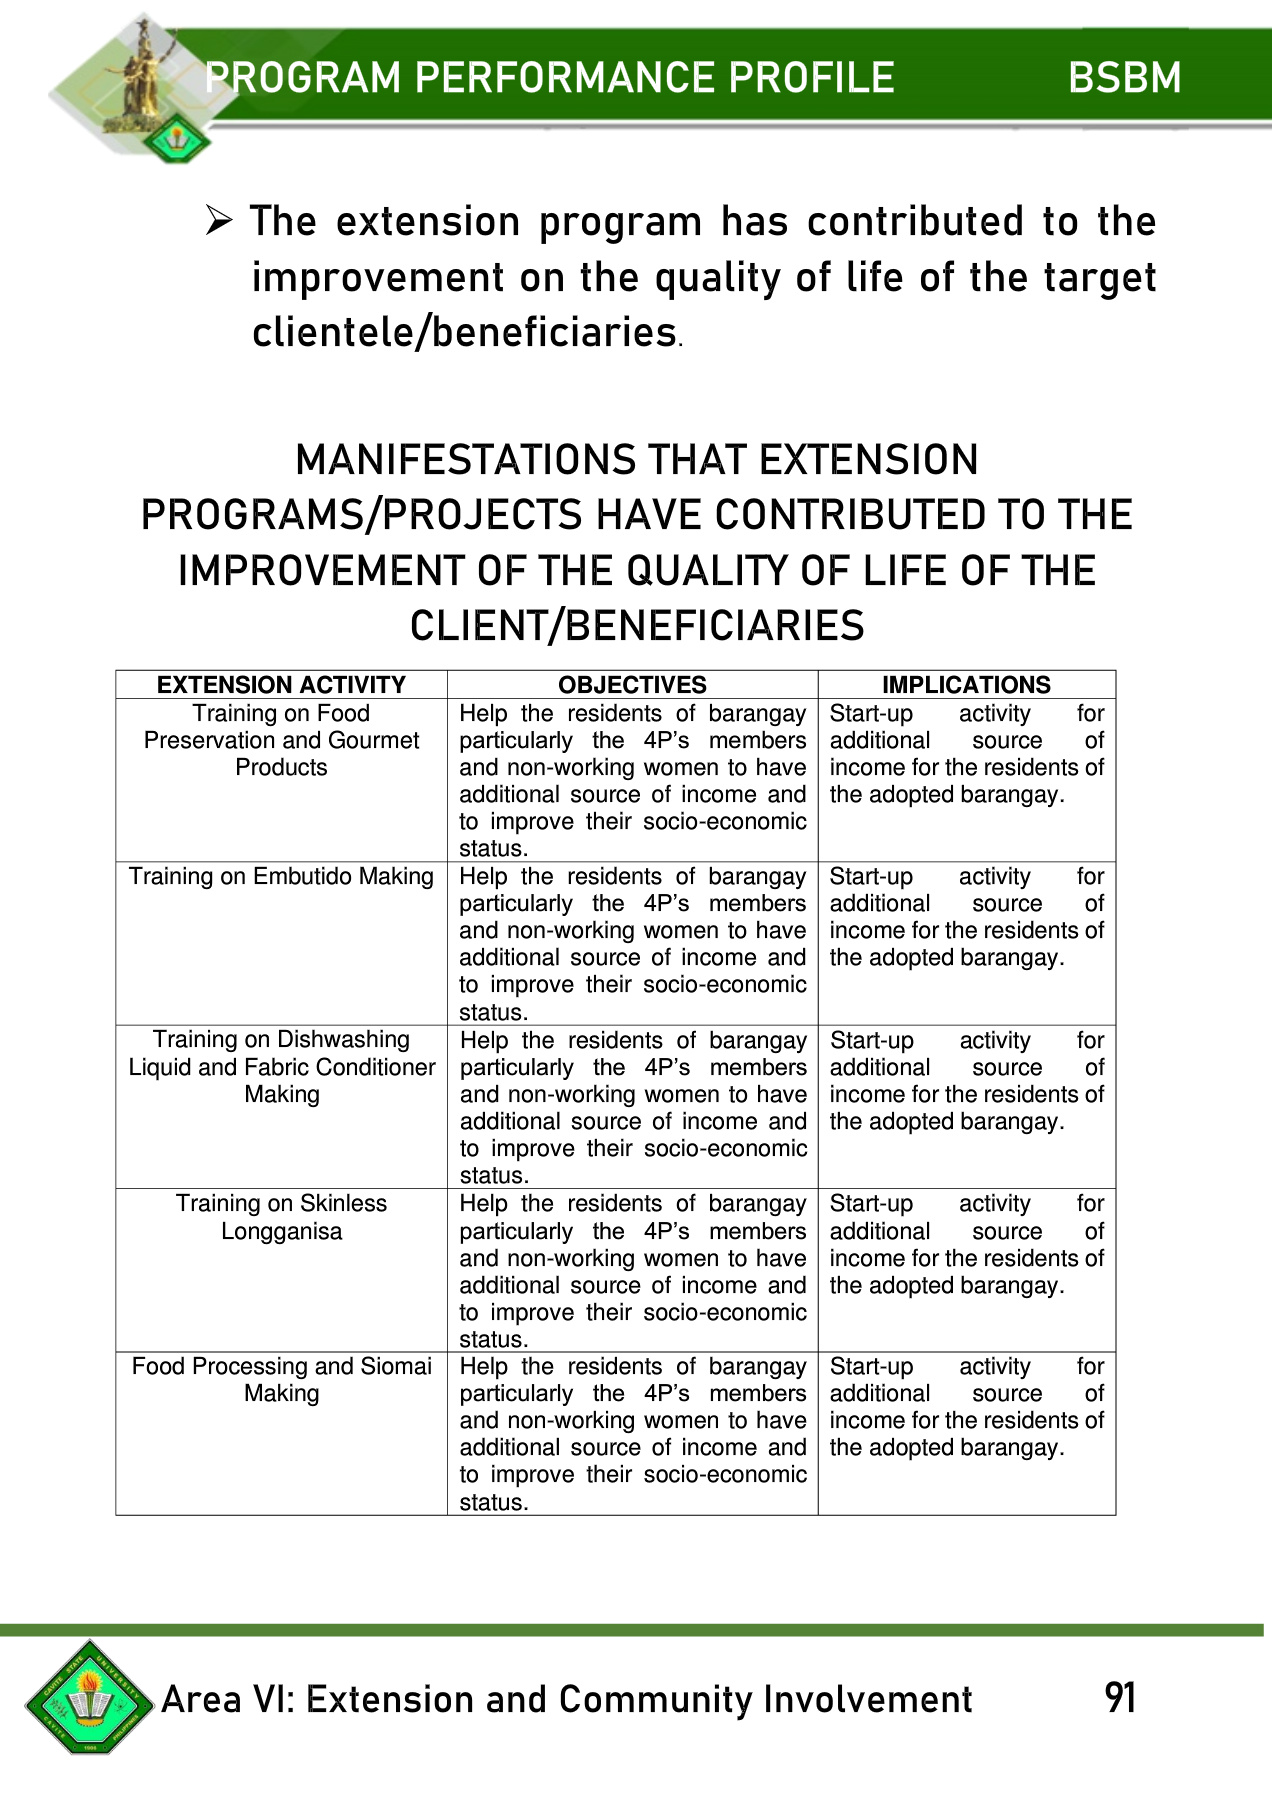 PROGRAM PERFORMANCE PROFILE BSBM
➢ The extension program has contributed to the
improvement on the quality of life of the target
clientele/beneficiaries.
MANIFESTATIONS THAT EXTENSION
PROGRAMS/PROJECTS HAVE CONTRIBUTED TO THE
IMPROVEMENT OF THE QUALITY OF LIFE OF THE
CLIENT/BENEFICIARIES
EXTENSION ACTIVITY
OBJECTIVES
IMPLICATIONS
Training on Food
Preservation and Gourmet
Products
Help the residents of barangay
particularly the 4P’s members
and non-working women to have
additional source of income and
to improve their socio-economic
status.
Start-up activity for
additional source of
income for the residents of
the adopted barangay.
Training on Embutido Making
Help the residents of barangay
particularly the 4P’s members
and non-working women to have
additional source of income and
to improve their socio-economic
status.
Start-up activity for
additional source of
income for the residents of
the adopted barangay.
Training on Dishwashing
Liquid and Fabric Conditioner
Making
Help the residents of barangay
particularly the 4P’s members
and non-working women to have
additional source of income and
to improve their socio-economic
status.
Start-up activity for
additional source of
income for the residents of
the adopted barangay.
Training on Skinless
Longganisa
Help the residents of barangay
particularly the 4P’s members
and non-working women to have
additional source of income and
to improve their socio-economic
status.
Start-up activity for
additional source of
income for the residents of
the adopted barangay.
Food Processing and Siomai
Making
Help the residents of barangay
particularly the 4P’s members
and non-working women to have
additional source of income and
to improve their socio-economic
status.
Start-up activity for
additional source of
income for the residents of
the adopted barangay.
CAVITE STATE UNIVERSITY
CAVITE PHILIPPINES
1906
Area VI: Extension and Community Involvement 91